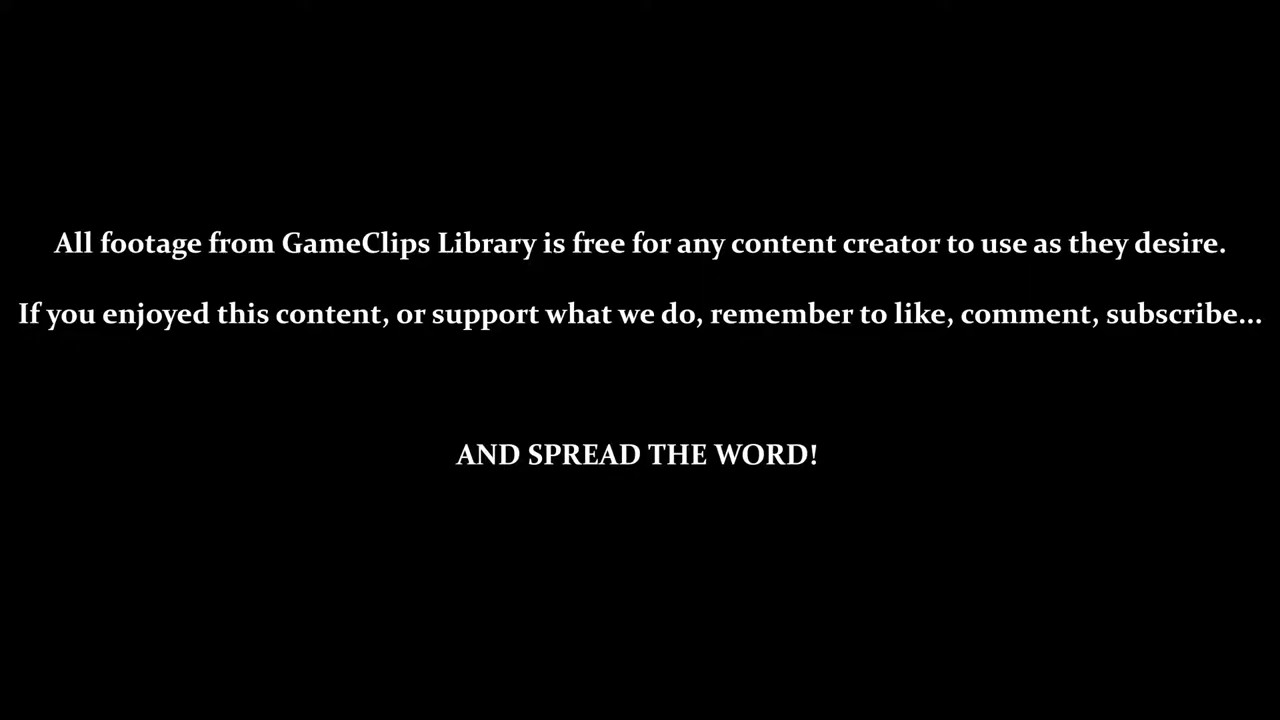 All footage from GameClips Library is free for any content creator to use as they desire.
If you enjoyed this content, or support what we do, remember to like, comment, subscribe...
AND SPREAD THE WORD!